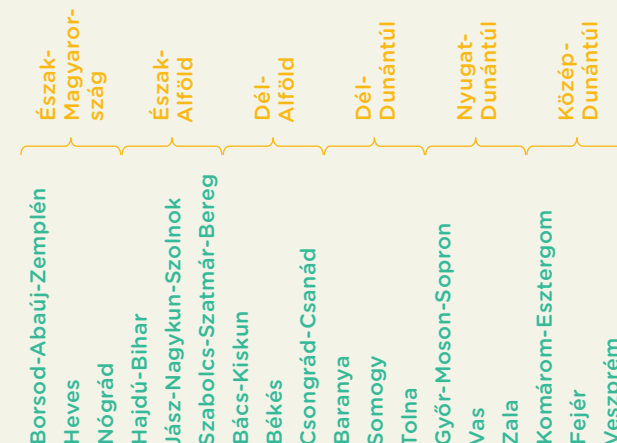 Észak-
Magyaror-
szág
Észak-
Alföld
Dél-
Alföld
Dél-
Dunántúl
Nyugat-
Dunántúl
Közép-
Dunántúl
Borsod-Abaúj-Zemplén
Heves
Nógrád
Hajdú-Bihar
Jász-Nagykun-Szolnok
Szabolcs-Szatmár-Bereg
Bács-Kiskun
Békés
Csongrád-Csanád
Baranya
Somogy
Tolna
Győr-Moson-Sopron
Vas
Zala
Komárom-Esztergom
Fejér
Veszprém